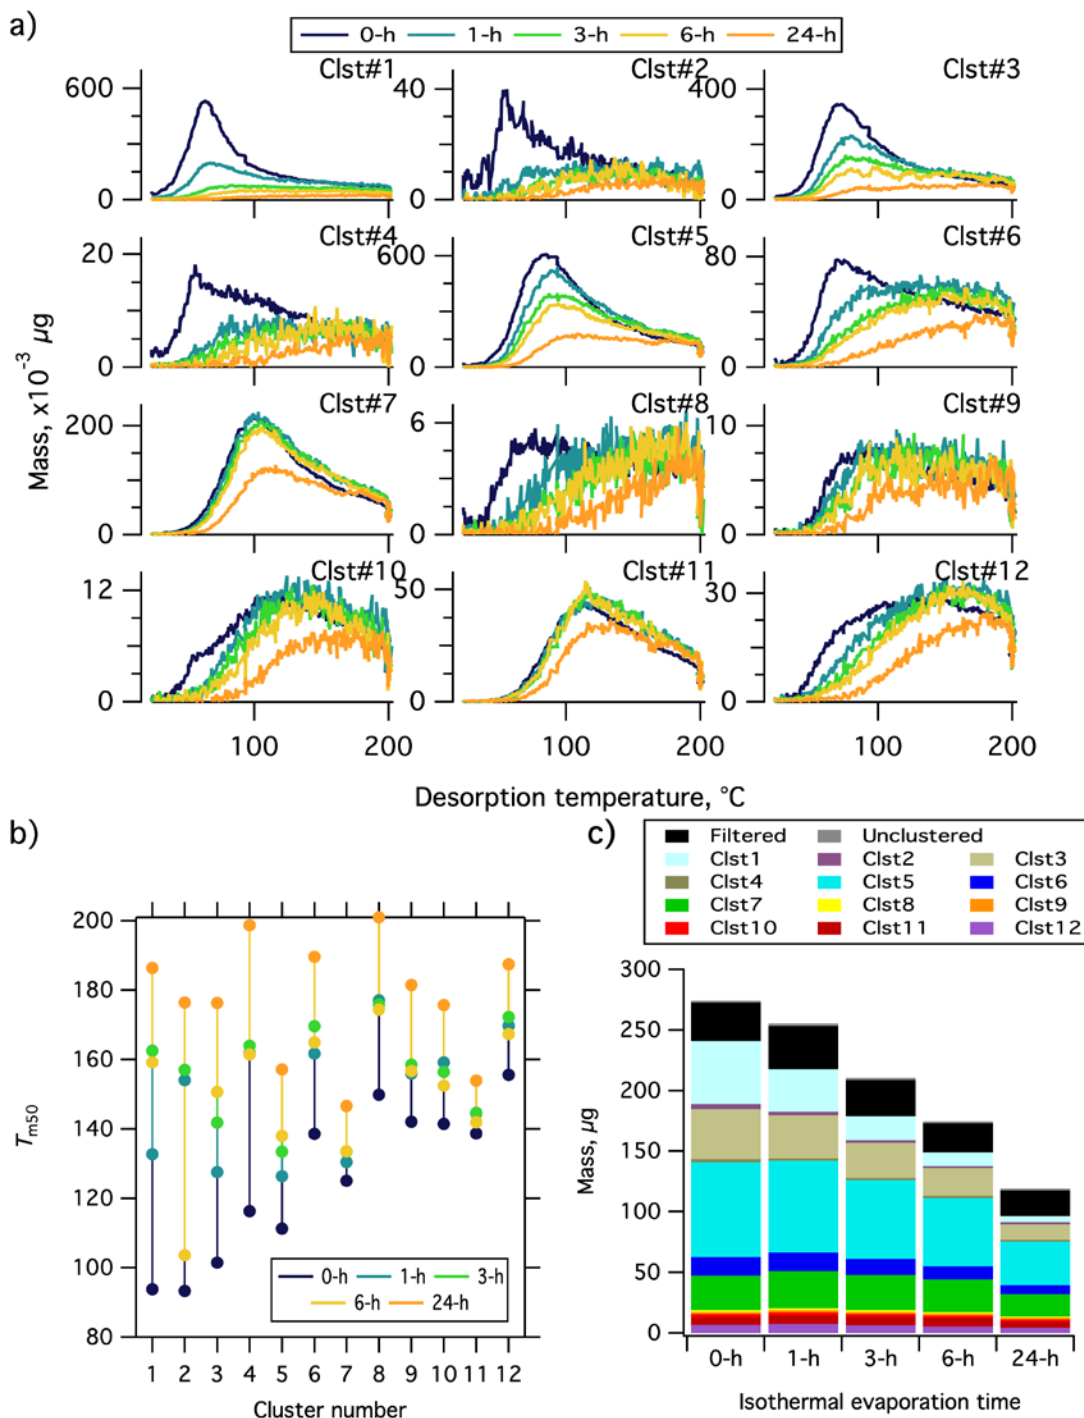 a)
0-h 1-h 3-h 6-h 24-h
Clst#1 Clst#2 Clst#3
600 40 400
0 0 0
100 200 100 200 100 200
Clst#4 Clst#5 Clst#6
20 600 80
0 0 0
Clst#7 Clst#8 Clst#9
200 6 10
0 0 0
Clst#10 Clst#11 Clst#12
12 50 30
0 0 0
Mass, x10⁻³ µg
Desorption temperature, °C
b)
200
180
160
140
120
100
80
Tm50
0-h 1-h 3-h
6-h 24-h
1 2 3 4 5 6 7 8 9 10 11 12
Cluster number
c)
Filtered Unclustered
Clst1 Clst2 Clst3
Clst4 Clst5 Clst6
Clst7 Clst8 Clst9
Clst10 Clst11 Clst12
300
250
200
150
100
50
0
Mass, µg
0-h 1-h 3-h 6-h 24-h
Isothermal evaporation time